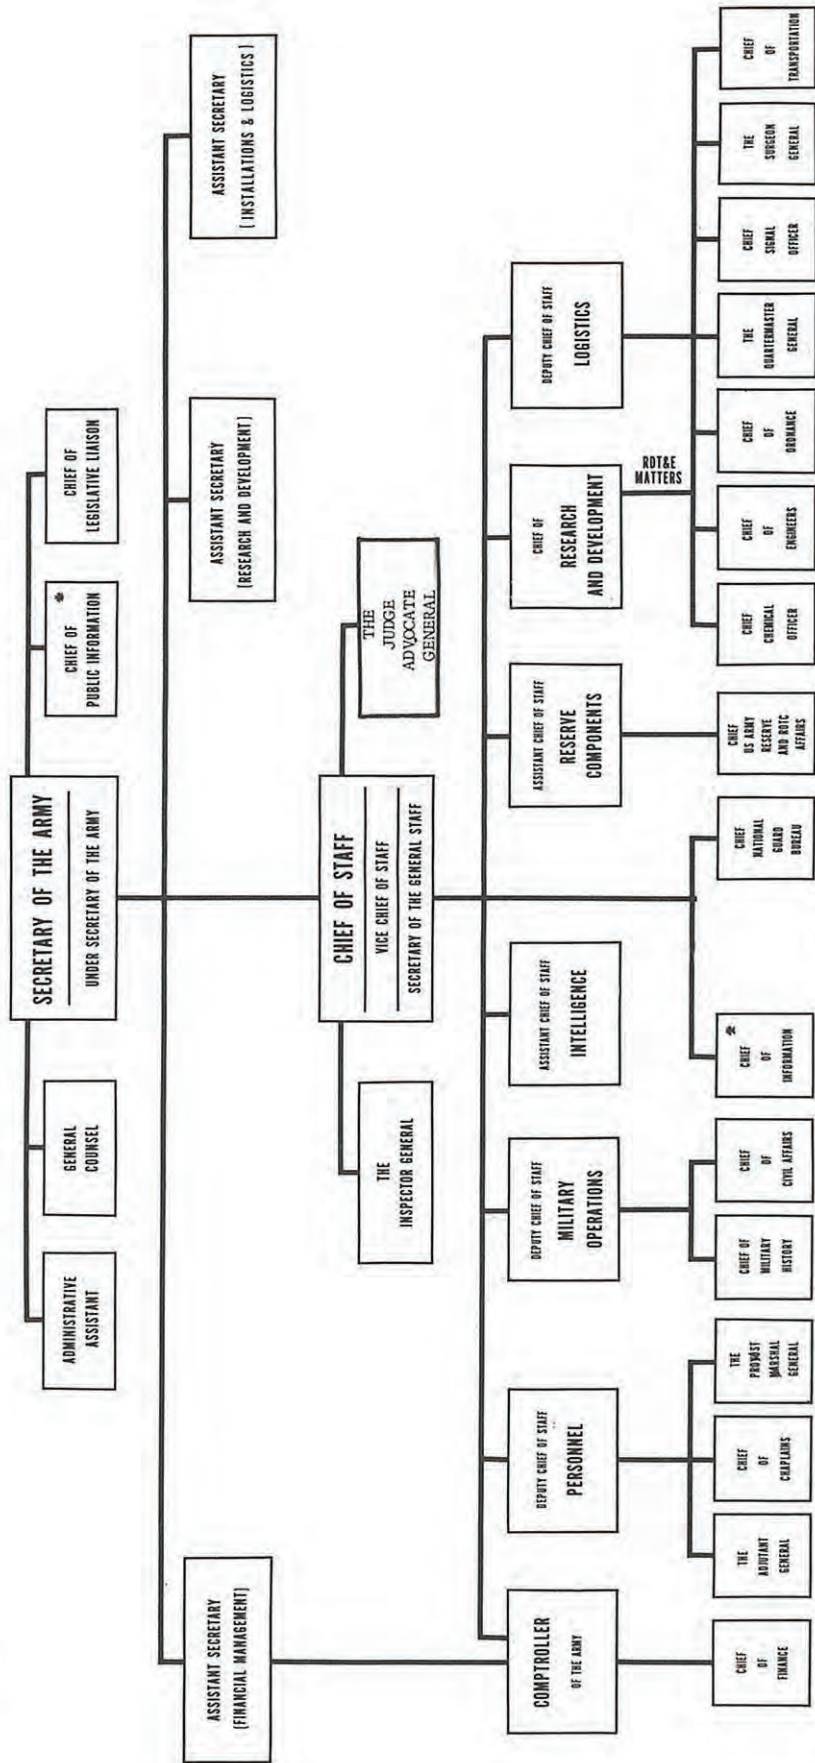 SECRETARY OF THE ARMY
UNDER SECRETARY OF THE ARMY
ADMINISTRATIVE
ASSISTANT
GENERAL
COUNSEL
CHIEF OF *
PUBLIC INFORMATION
CHIEF OF
LEGISLATIVE LIAISON
ASSISTANT SECRETARY
[FINANCIAL MANAGEMENT]
ASSISTANT SECRETARY
[RESEARCH AND DEVELOPMENT]
ASSISTANT SECRETARY
[INSTALLATIONS & LOGISTICS]
THE
INSPECTOR GENERAL
CHIEF OF STAFF
VICE CHIEF OF STAFF
SECRETARY OF THE GENERAL STAFF
THE
JUDGE
ADVOCATE
GENERAL
COMPTROLLER
OF THE ARMY
DEPUTY CHIEF OF STAFF
PERSONNEL
DEPUTY CHIEF OF STAFF
MILITARY
OPERATIONS
ASSISTANT CHIEF OF STAFF
INTELLIGENCE
ASSISTANT CHIEF OF STAFF
RESERVE
COMPONENTS
CHIEF OF
RESEARCH
AND DEVELOPMENT
DEPUTY CHIEF OF STAFF
LOGISTICS
RDT&E
MATTERS
CHIEF
OF
FINANCE
THE
ADJUTANT
GENERAL
CHIEF
OF
CHAPLAINS
THE
PROVOST
MARSHAL
GENERAL
CHIEF OF
MILITARY
HISTORY
CHIEF
OF
CIVIL AFFAIRS
CHIEF *
OF
INFORMATION
CHIEF
NATIONAL
GUARD
BUREAU
CHIEF
US ARMY
RESERVE
AND ROTC
AFFAIRS
CHIEF
CHEMICAL
OFFICER
CHIEF
OF
ENGINEERS
CHIEF
OF
ORDNANCE
THE
QUARTERMASTER
GENERAL
CHIEF
SIGNAL
OFFICER
THE
SURGEON
GENERAL
CHIEF
OF
TRANSPORTATION